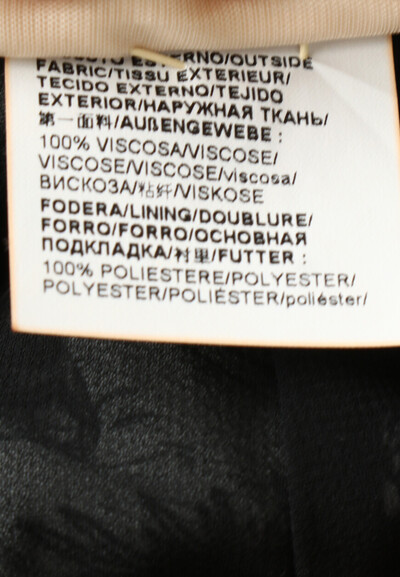 ESTERNO/OUTSIDE
FABRIC/TISSU EXTERIEUR/
TECIDO EXTERNO/TEJIDO
EXTERIOR/НАРУЖНАЯ ТКАНЬ/
第一面料/AUßENGEWEBE :
100% VISCOSA/VISCOSE/
VISCOSE/VISCOSE/viscosa/
ВИСКОЗА/粘纤/VISKOSE
FODERA/LINING/DOUBLURE/
FORRO/FORRO/ОСНОВНАЯ
ПОДКЛАДКА/衬里/FUTTER :
100% POLIESTERE/POLYESTER/
POLYESTER/POLIÉSTER/poliéster/